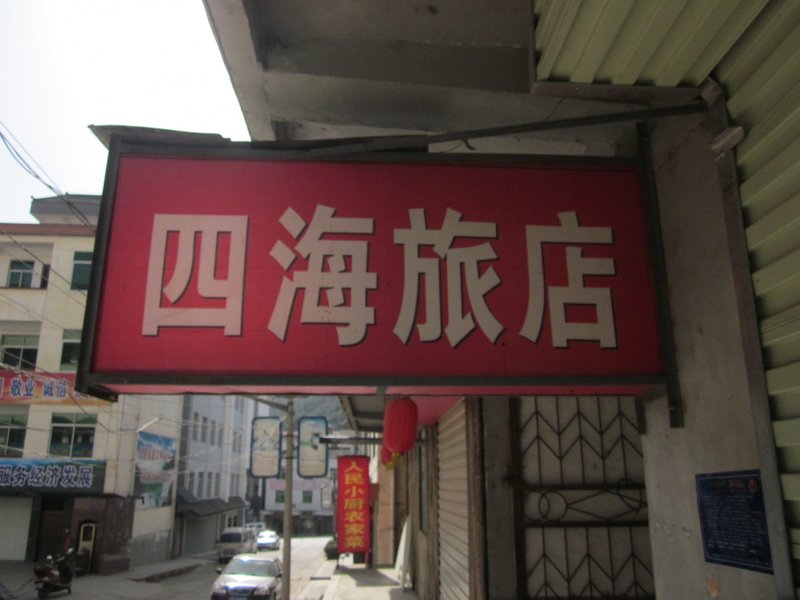 四海旅店
敬业 诚信
服务经济发展
人民小厨农家菜